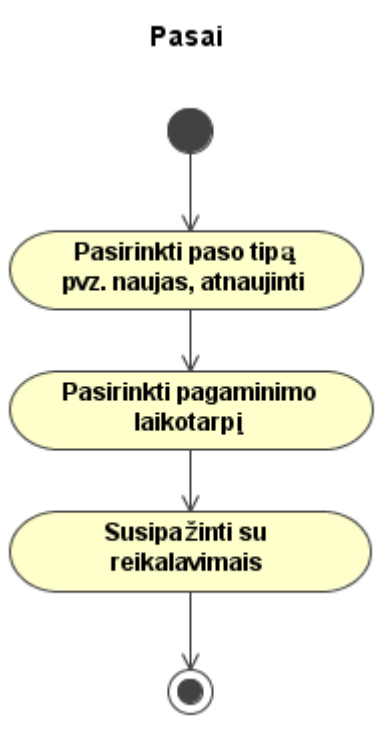 Pasai
Pasirinkti paso tipą
pvz. naujas, atnaujinti
Pasirinkti pagaminimo
laikotarpį
Susipažinti su
reikalavimais